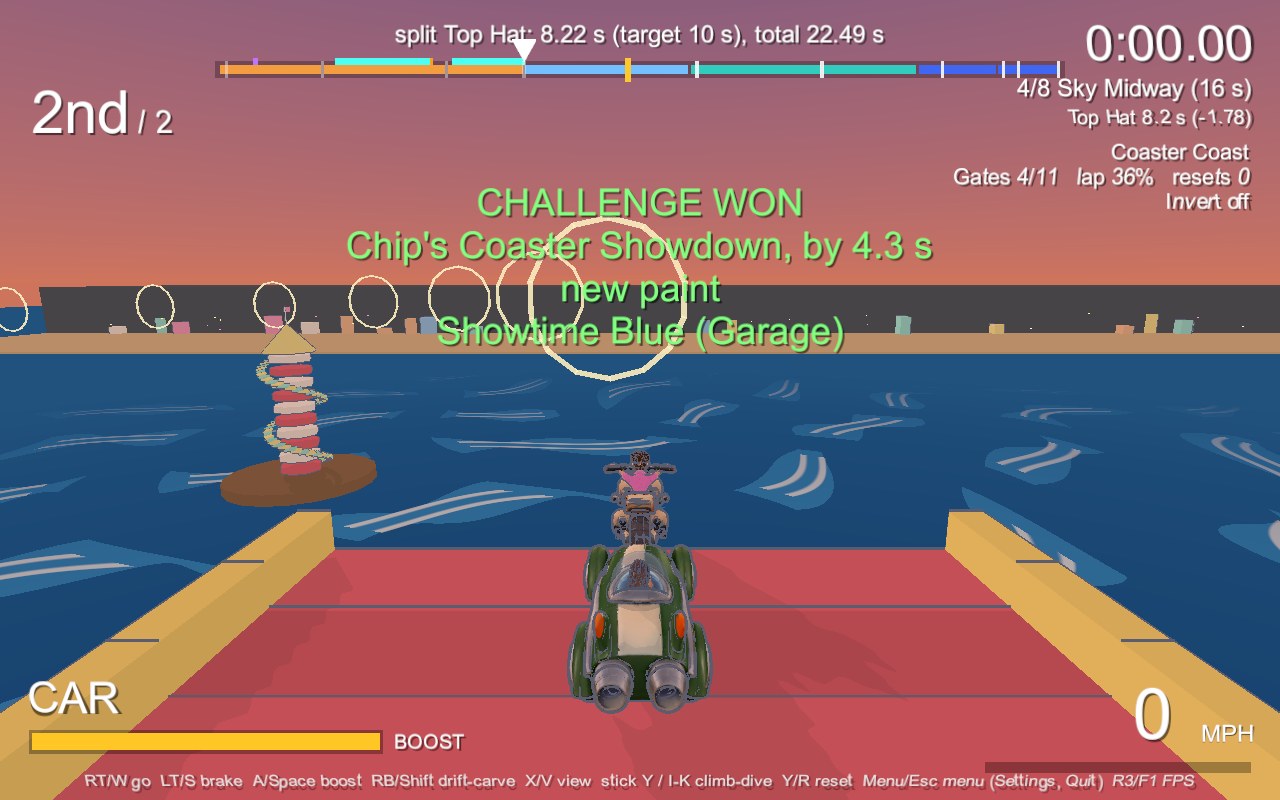 split Top Hat: 8.22 s (target 10 s), total 22.49 s
0:00.00
4/8 Sky Midway (16 s)
2nd / 2
Top Hat 8.2 s (-1.78)
Coaster Coast
Gates 4/11 lap 36% resets 0
Invert off
CHALLENGE WON
Chip's Coaster Showdown, by 4.3 s
new paint
Showtime Blue (Garage)
CAR
BOOST
0 MPH
RT/W go LT/S brake A/Space boost RB/Shift drift-carve X/V view stick Y / I-K climb-dive Y/R reset Menu/Esc menu (Settings, Quit) R3/F1 FPS